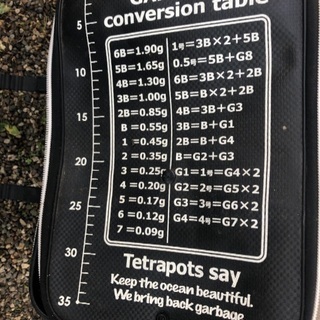 conversion table
6B=1.90g 1号=3B×2+5B
5B=1.65g 0.5号=5B+G8
4B=1.30g 6B=3B×2+2B
3B=1.00g 5B=B×2+2B
2B=0.85g 4B=3B+G3
B=0.55g 3B=B+G1
1=0.45g 2B=B+G4
2=0.35g B=G2+G3
3=0.25g G1=1号=G4×2
4=0.20g G2=2号=G5×2
5=0.17g G3=3号=G6×2
6=0.12g G4=4号=G7×2
7=0.09g
5
10
15
20
25
30
35
Tetrapots say
Keep the ocean beautiful.
We bring back garbage